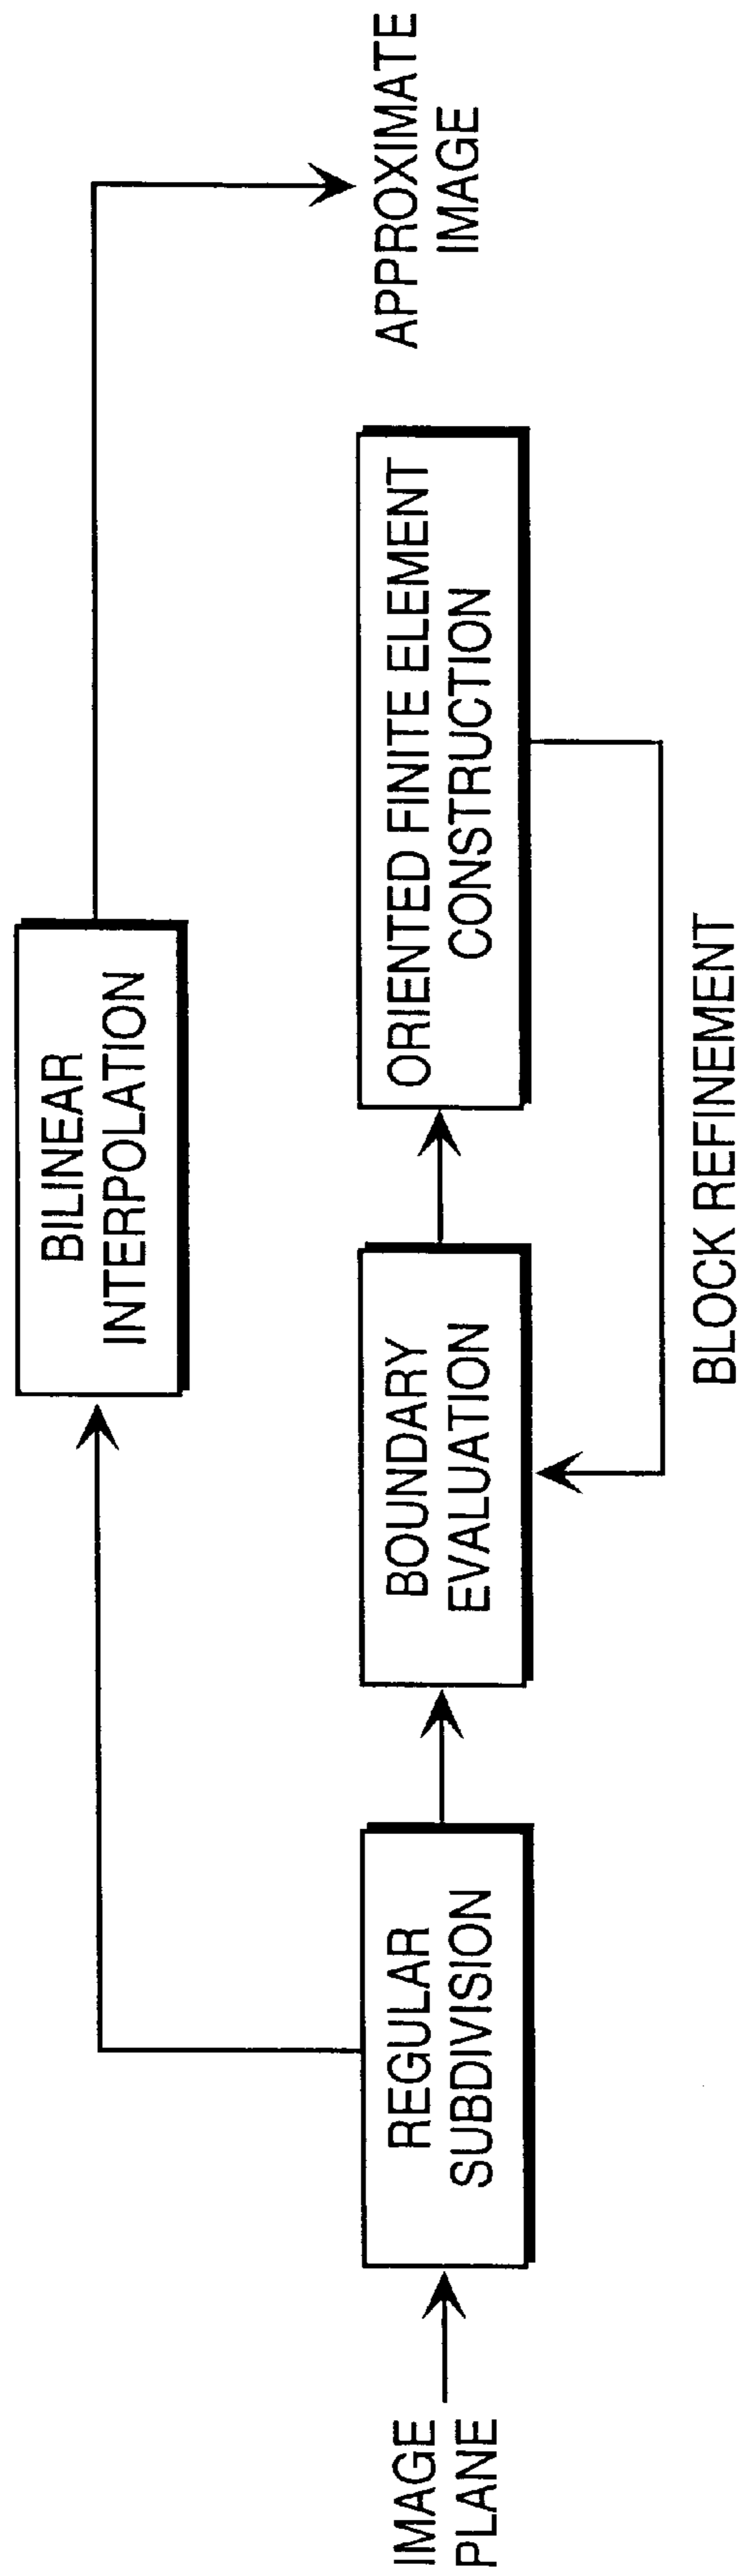 IMAGE
PLANE
REGULAR
SUBDIVISION
BOUNDARY
EVALUATION
ORIENTED FINITE ELEMENT
CONSTRUCTION
BLOCK REFINEMENT
BILINEAR
INTERPOLATION
APPROXIMATE
IMAGE